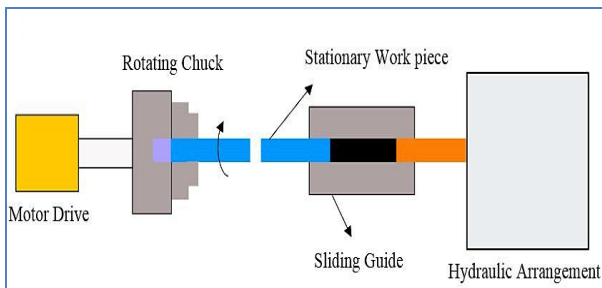 Rotating Chuck
Stationary Work piece
Motor Drive
Sliding Guide
Hydraulic Arrangement